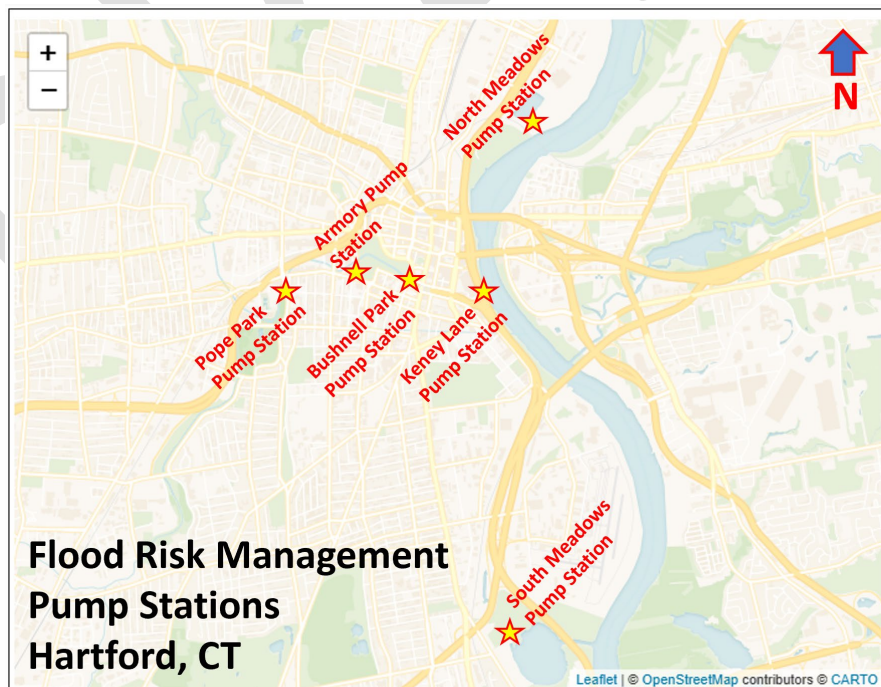 +
−
N
North Meadows
Pump Station
Armory Pump
Station
Pope Park
Pump Station
Bushnell Park
Pump Station
Keney Lane
Pump Station
South Meadows
Pump Station
Flood Risk Management
Pump Stations
Hartford, CT
Leaflet | © OpenStreetMap contributors © CARTO